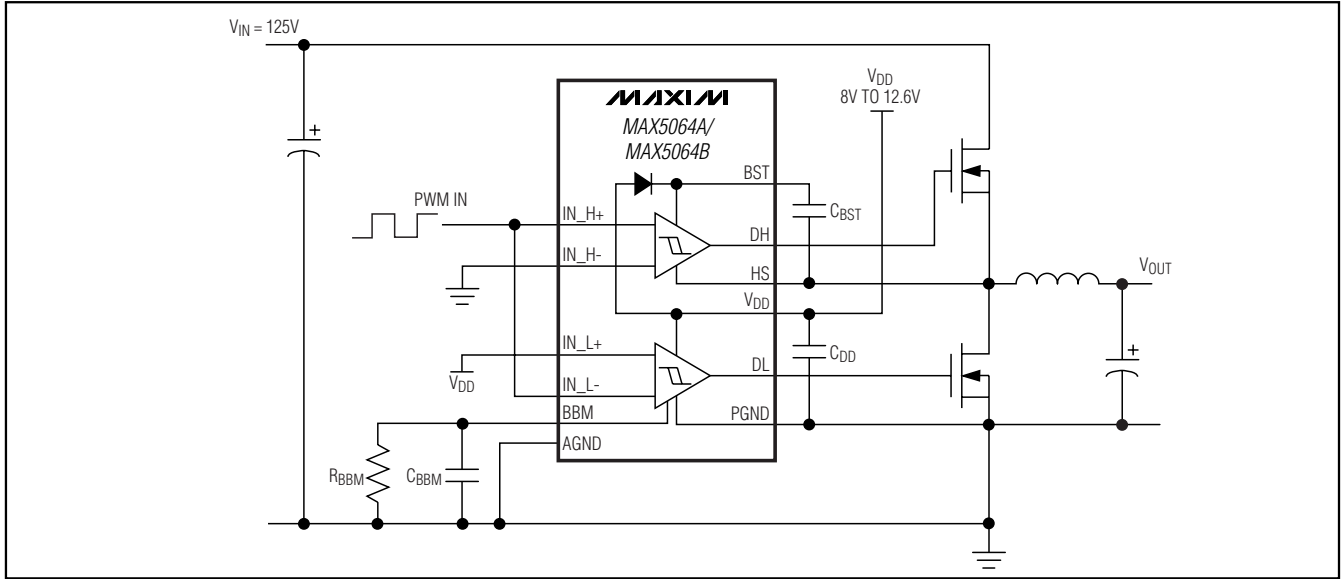 VIN = 125V
VDD
8V TO 12.6V
MAXIM
MAX5064A/
MAX5064B
BST
PWM IN
CBST
IN_H+
DH
IN_H-
HS
VOUT
VDD
IN_L+
CDD
VDD
DL
IN_L-
BBM
PGND
AGND
RBBM
CBBM
+
+